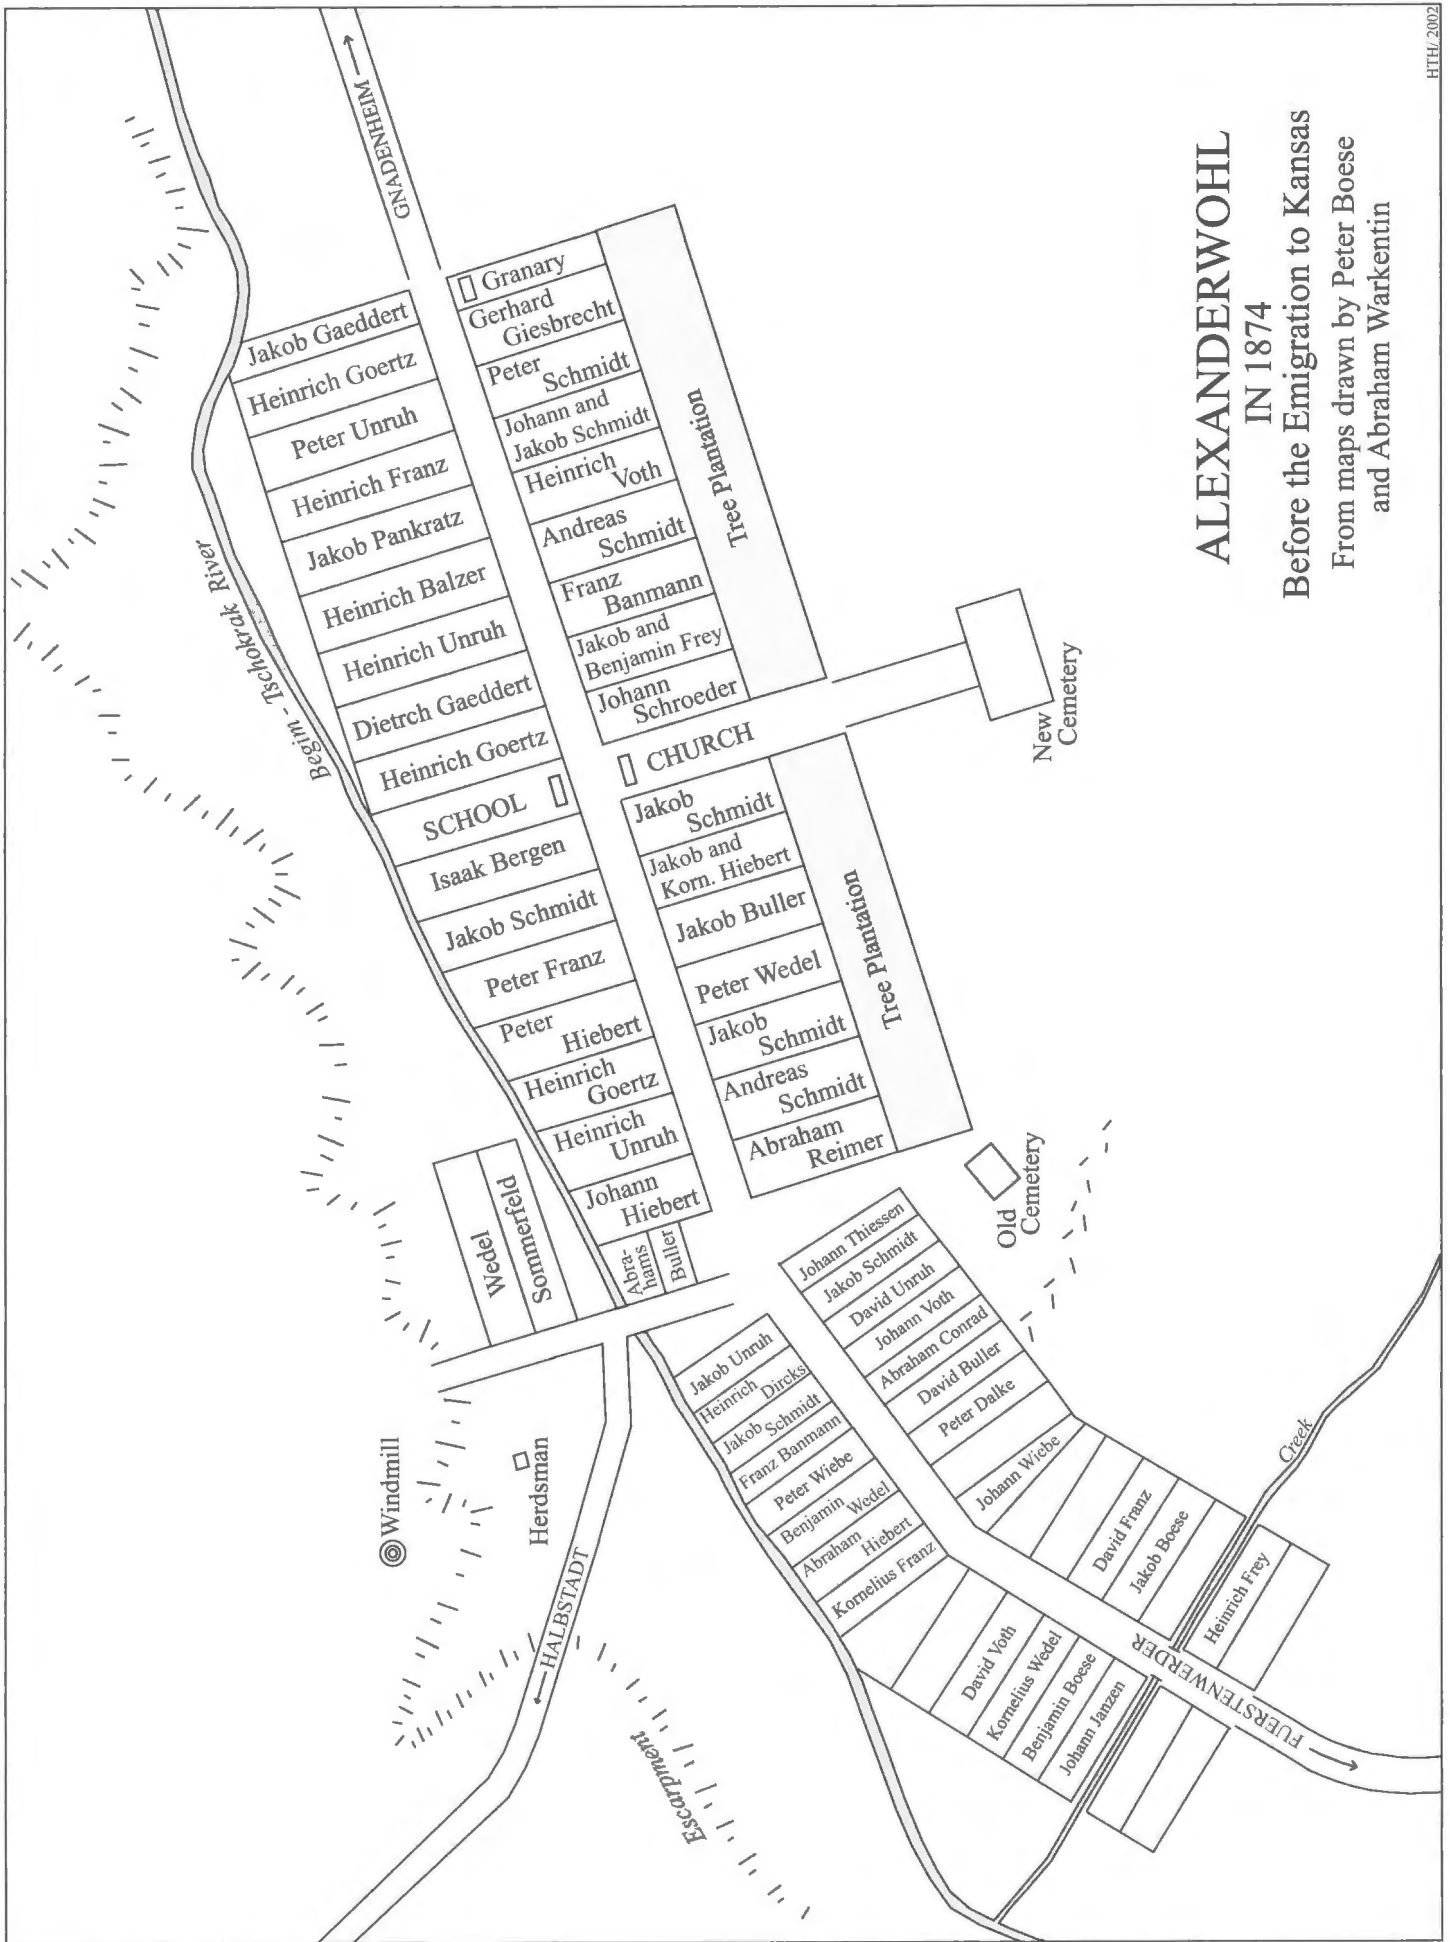 ALEXANDERWOHL
IN 1874
Before the Emigration to Kansas
From maps drawn by Peter Boese
and Abraham Warkentin
HTH/ 2002
GNADENHEIM
Begim - Tschokrak River
Jakob Gaeddert
Heinrich Goertz
Peter Unruh
Heinrich Franz
Jakob Pankratz
Heinrich Balzer
Heinrich Unruh
Dietrch Gaeddert
Heinrich Goertz
SCHOOL
Isaak Bergen
Jakob Schmidt
Peter Franz
Peter
Hiebert
Heinrich
Goertz
Heinrich
Unruh
Johann
Hiebert
Abra-
hams
Buller
Granary
Gerhard
Giesbrecht
Peter
Schmidt
Johann and
Jakob Schmidt
Heinrich
Voth
Andreas
Schmidt
Franz
Banmann
Jakob and
Benjamin Frey
Johann
Schroeder
Tree Plantation
CHURCH
New
Cemetery
Jakob
Schmidt
Jakob and
Korn. Hiebert
Jakob Buller
Peter Wedel
Jakob
Schmidt
Andreas
Schmidt
Abraham
Reimer
Tree Plantation
Old
Cemetery
Wedel
Sommerfeld
Windmill
Herdsman
HALBSTADT
Escarpment
Johann Thiessen
Jakob Schmidt
David Unruh
Johann Voth
Abraham Conrad
David Buller
Peter Dalke
Johann Wiebe
David Franz
Jakob Boese
Heinrich Frey
Creek
Jakob Unruh
Heinrich
Dircks
Jakob Schmidt
Franz Banmann
Peter Wiebe
Benjamin
Wedel
Abraham
Hiebert
Kornelius Franz
David Voth
Kornelius Wedel
Benjamin Boese
Johann Janzen
FUERSTENWERDER